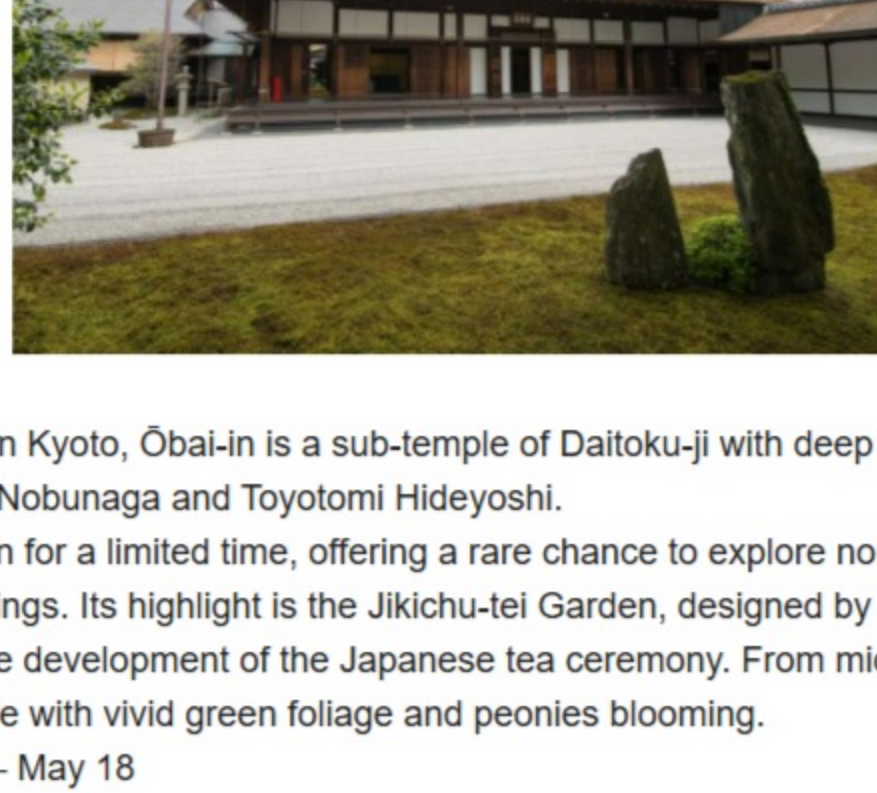 n Kyoto, Ōbai-in is a sub-temple of Daitoku-ji with deep
Nobunaga and Toyotomi Hideyoshi.
n for a limited time, offering a rare chance to explore no
ings. Its highlight is the Jikichu-tei Garden, designed by
e development of the Japanese tea ceremony. From mi
e with vivid green foliage and peonies blooming.
- May 18